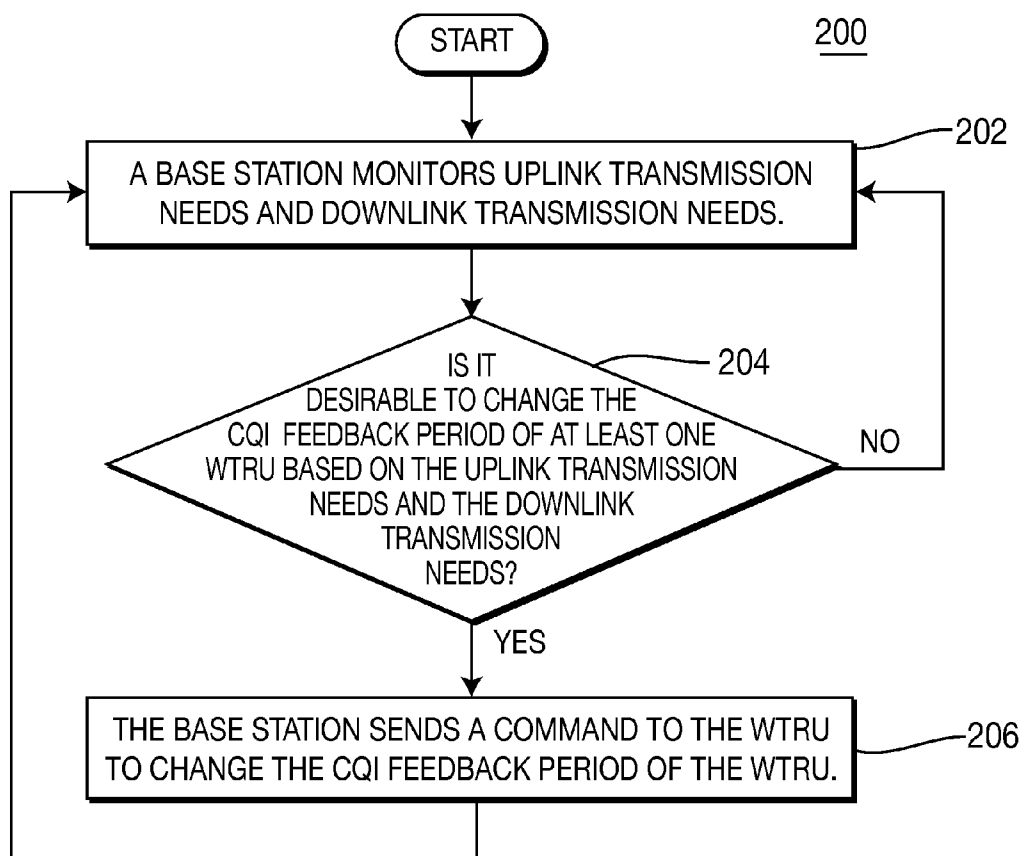 START
200
202
A BASE STATION MONITORS UPLINK TRANSMISSION
NEEDS AND DOWNLINK TRANSMISSION NEEDS.
204
IS IT
DESIRABLE TO CHANGE THE
CQI FEEDBACK PERIOD OF AT LEAST ONE
WTRU BASED ON THE UPLINK TRANSMISSION
NEEDS AND THE DOWNLINK
TRANSMISSION
NEEDS?
NO
YES
THE BASE STATION SENDS A COMMAND TO THE WTRU
TO CHANGE THE CQI FEEDBACK PERIOD OF THE WTRU.
206